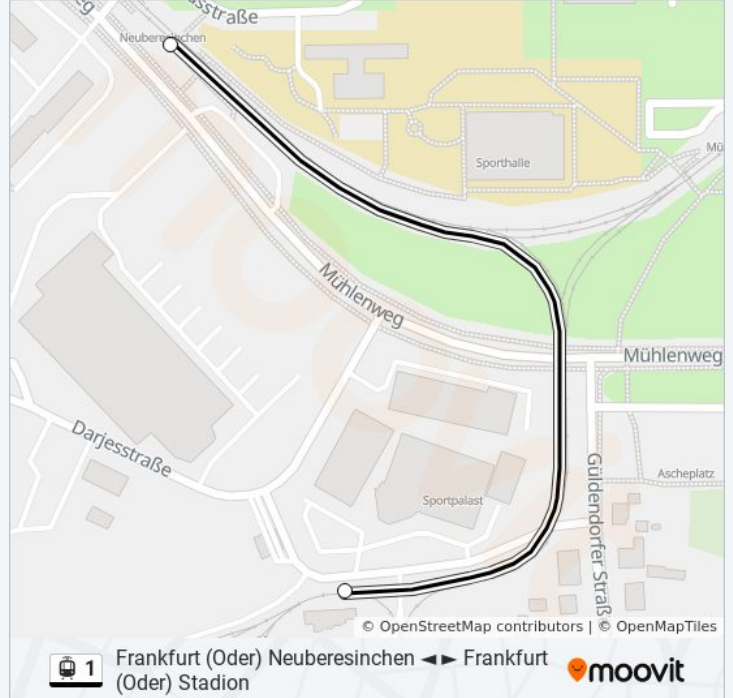 Neuberesinchen
Sporthalle
Mühlenweg
Mühlenweg
Darjesstraße
Güldendorfer Straß
Ascheplatz
Sportpalast
© OpenStreetMap contributors | © OpenMapTiles
1
Frankfurt (Oder) Neuberesinchen ◄► Frankfurt
(Oder) Stadion
moovit